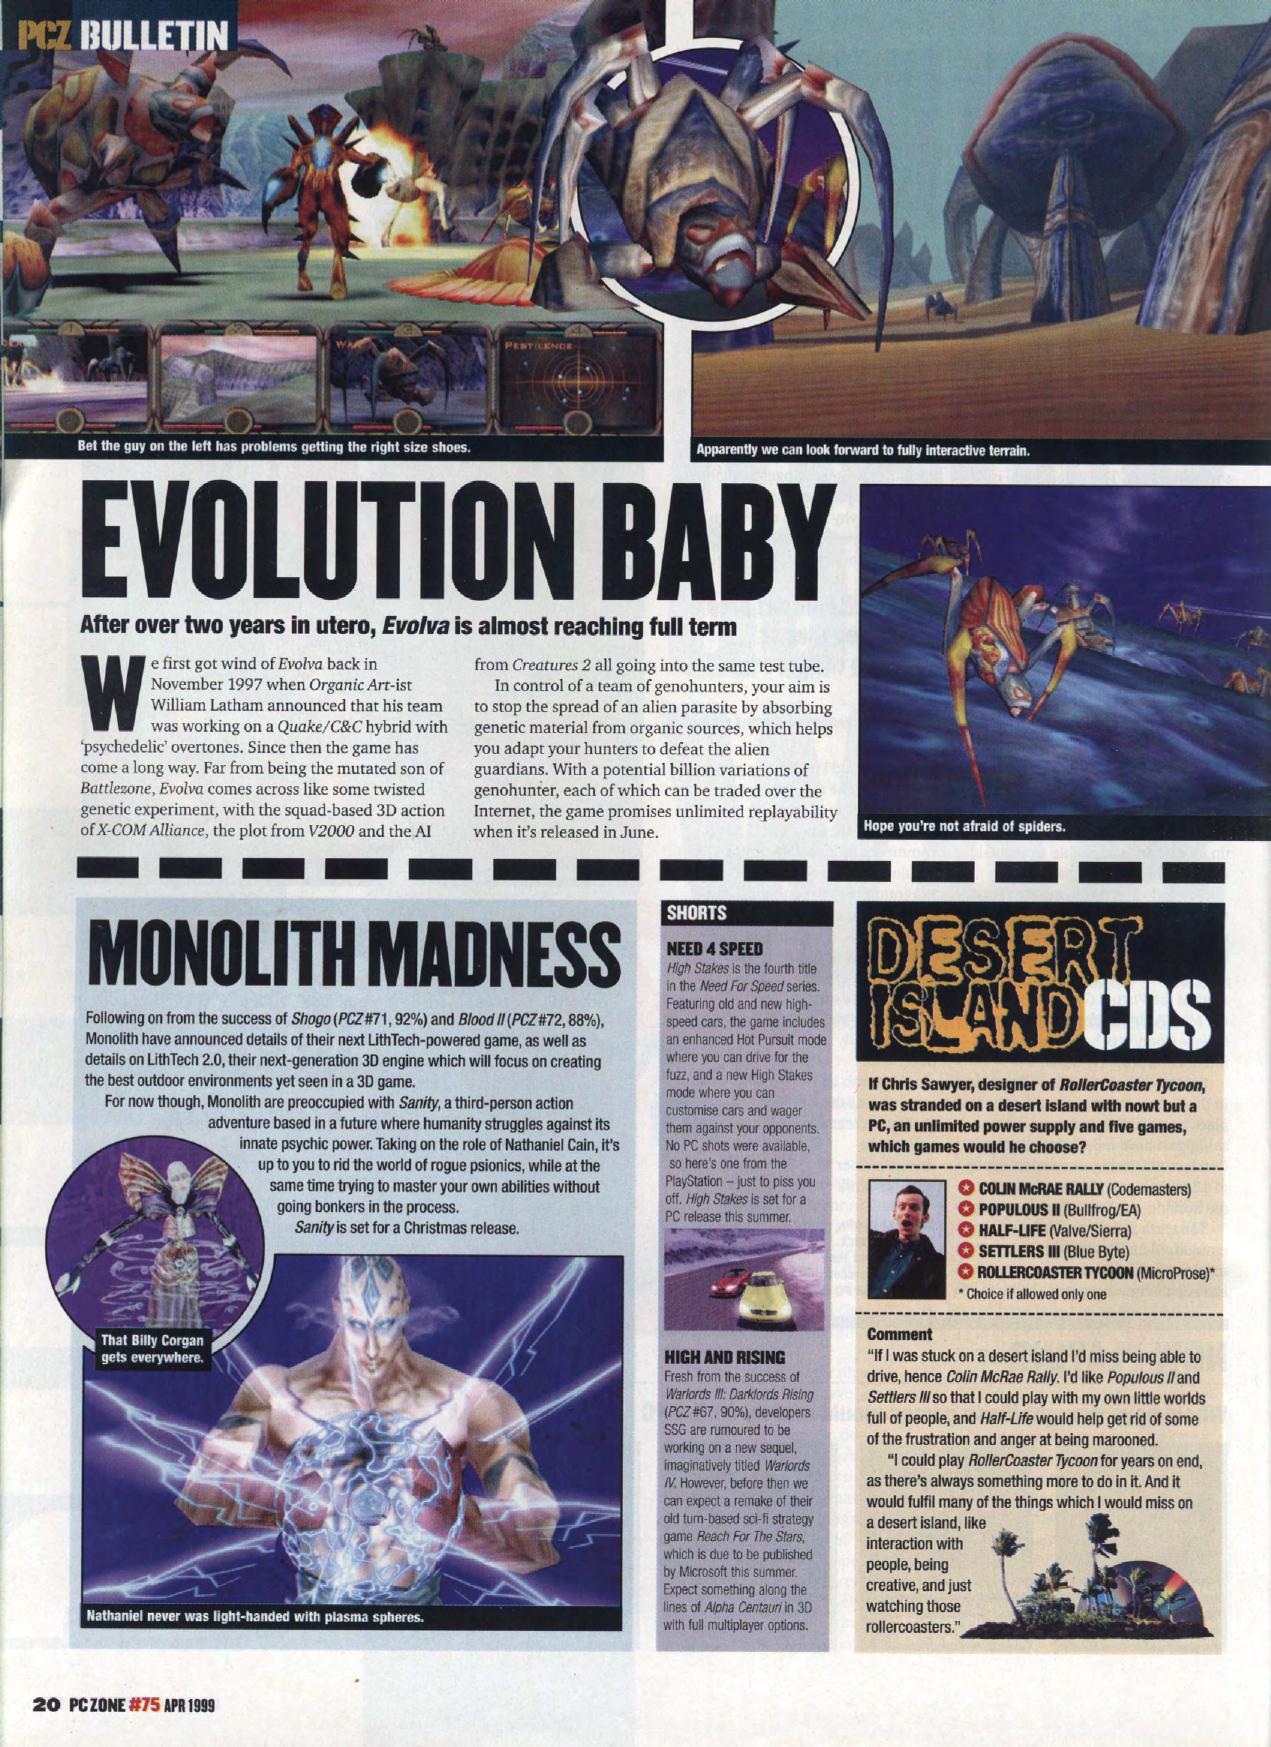 PCZ BULLETIN
1
2
3
4
WAR
PESTILENCE
Bet the guy on the left has problems getting the right size shoes.
Apparently we can look forward to fully interactive terrain.
EVOLUTION BABY
After over two years in utero, Evolva is almost reaching full term
We first got wind of Evolva back in
November 1997 when Organic Art-ist
William Latham announced that his team
was working on a Quake/C&C hybrid with
'psychedelic' overtones. Since then the game has
come a long way. Far from being the mutated son of
Battlezone, Evolva comes across like some twisted
genetic experiment, with the squad-based 3D action
of X-COM Alliance, the plot from V2000 and the AI
from Creatures 2 all going into the same test tube.
In control of a team of genohunters, your aim is
to stop the spread of an alien parasite by absorbing
genetic material from organic sources, which helps
you adapt your hunters to defeat the alien
guardians. With a potential billion variations of
genohunter, each of which can be traded over the
Internet, the game promises unlimited replayability
when it's released in June.
Hope you're not afraid of spiders.
MONOLITH MADNESS
Following on from the success of Shogo (PCZ #71, 92%) and Blood II (PCZ #72, 88%),
Monolith have announced details of their next LithTech-powered game, as well as
details on LithTech 2.0, their next-generation 3D engine which will focus on creating
the best outdoor environments yet seen in a 3D game.
For now though, Monolith are preoccupied with Sanity, a third-person action
adventure based in a future where humanity struggles against its
innate psychic power. Taking on the role of Nathaniel Cain, it's
up to you to rid the world of rogue psionics, while at the
same time trying to master your own abilities without
going bonkers in the process.
Sanity is set for a Christmas release.
That Billy Corgan
gets everywhere.
Nathaniel never was light-handed with plasma spheres.
SHORTS
NEED 4 SPEED
High Stakes is the fourth title
in the Need For Speed series.
Featuring old and new high-
speed cars, the game includes
an enhanced Hot Pursuit mode
where you can drive for the
fuzz, and a new High Stakes
mode where you can
customise cars and wager
them against your opponents.
No PC shots were available,
so here's one from the
PlayStation – just to piss you
off. High Stakes is set for a
PC release this summer.
HIGH AND RISING
Fresh from the success of
Warlords III: Darklords Rising
(PCZ #67, 90%), developers
SSG are rumoured to be
working on a new sequel,
imaginatively titled Warlords
IV. However, before then we
can expect a remake of their
old turn-based sci-fi strategy
game Reach For The Stars,
which is due to be published
by Microsoft this summer.
Expect something along the
lines of Alpha Centauri in 3D
with full multiplayer options.
DESERT
ISLAND CDS
If Chris Sawyer, designer of RollerCoaster Tycoon,
was stranded on a desert island with nowt but a
PC, an unlimited power supply and five games,
which games would he choose?
COLIN McRAE RALLY (Codemasters)
POPULOUS II (Bullfrog/EA)
HALF-LIFE (Valve/Sierra)
SETTLERS III (Blue Byte)
ROLLERCOASTER TYCOON (MicroProse)*
* Choice if allowed only one
Comment
"If I was stuck on a desert island I'd miss being able to
drive, hence Colin McRae Rally. I'd like Populous II and
Settlers III so that I could play with my own little worlds
full of people, and Half-Life would help get rid of some
of the frustration and anger at being marooned.
"I could play RollerCoaster Tycoon for years on end,
as there's always something more to do in it. And it
would fulfil many of the things which I would miss on
a desert island, like
interaction with
people, being
creative, and just
watching those
rollercoasters."
20 PC ZONE #75 APR 1999